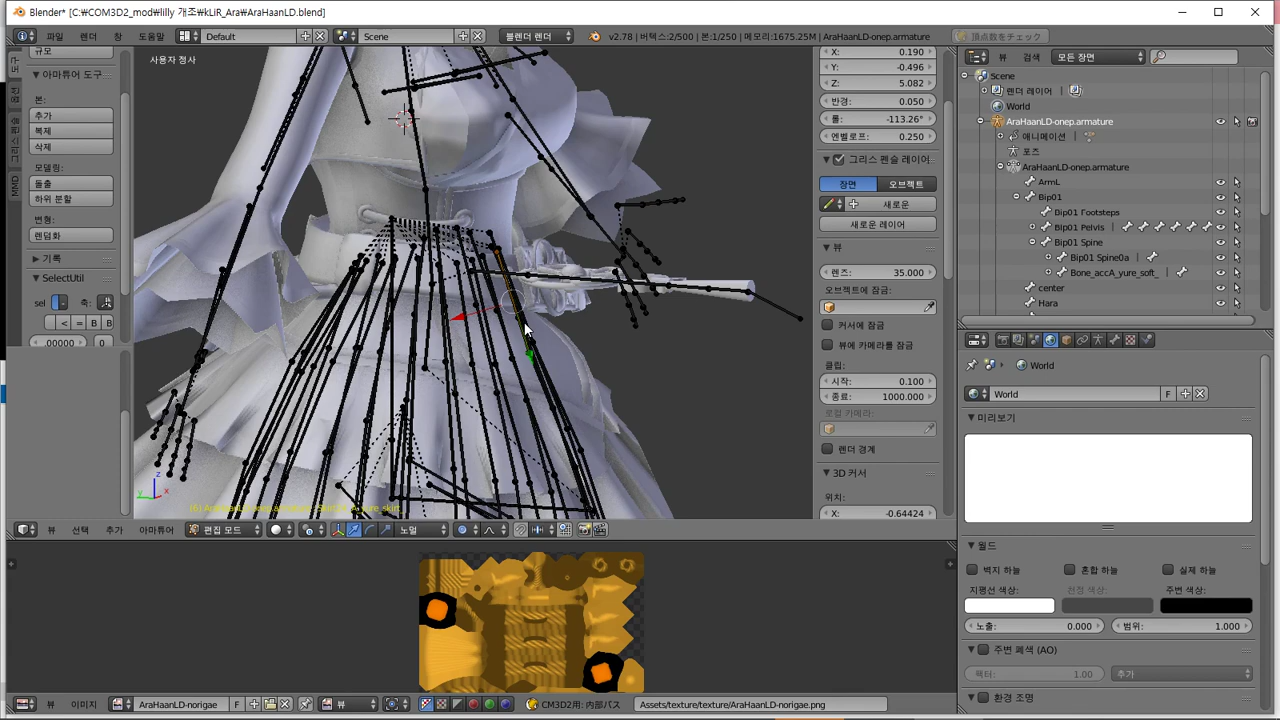 Blender* [C:₩COM3D2_mod₩lilly 개조₩kLiR_Ara₩AraHaanLD.blend]
파일 렌더 창 도움말 Default Scene 블렌더 렌더 v2.78 | 버텍스:2/500 | 본:1/250 | 메모리:1675.25M | AraHaanLD-onep.armature 頂点数をチェック
뷰 검색 모든 장면
규모
아마튜어 도구
본:
추가
복제
삭제
모델링:
돌출
하위 분할
변형:
렌덤화
기록
SelectUtil
sel 축:
< = B B
.00000 0
MMD
사용자 정사
X: 0.190
Y: -0.496
Z: 5.082
반경: 0.050
롤: -113.26°
엔벨로프: 0.250
그리스 펜슬 레이어
장면 오브젝트
새로운
새로운 레이어
뷰
렌즈: 35.000
오브젝트에 잠금:
커서에 잠금
뷰에 카메라를 잠금
클립:
시작: 0.100
종료: 1000.000
로컬 카메라:
렌더 경계
3D 커서
위치:
X: -0.64424
Scene
렌더 레이어
World
AraHaanLD-onep.armature
애니메이션
포즈
AraHaanLD-onep.armature
ArmL
Bip01
Bip01 Footsteps
Bip01 Pelvis
Bip01 Spine
Bip01 Spine0a
Bone_accA_yure_soft_
center
Hara
World
World F
미리보기
월드
벽지 하늘 혼합 하늘 실제 하늘
지평선 색상: 천정 색상: 주변 색상:
노출: 0.000 범위: 1.000
주변 폐색 (AO)
팩터: 1.00 추가
환경 조명
z
y x
뷰 선택 추가 아마튜어 편집 모드 노멀
뷰 이미지 AraHaanLD-norigae F 뷰 CM3D2用: 内部パス Assets/texture/texture/AraHaanLD-norigae.png